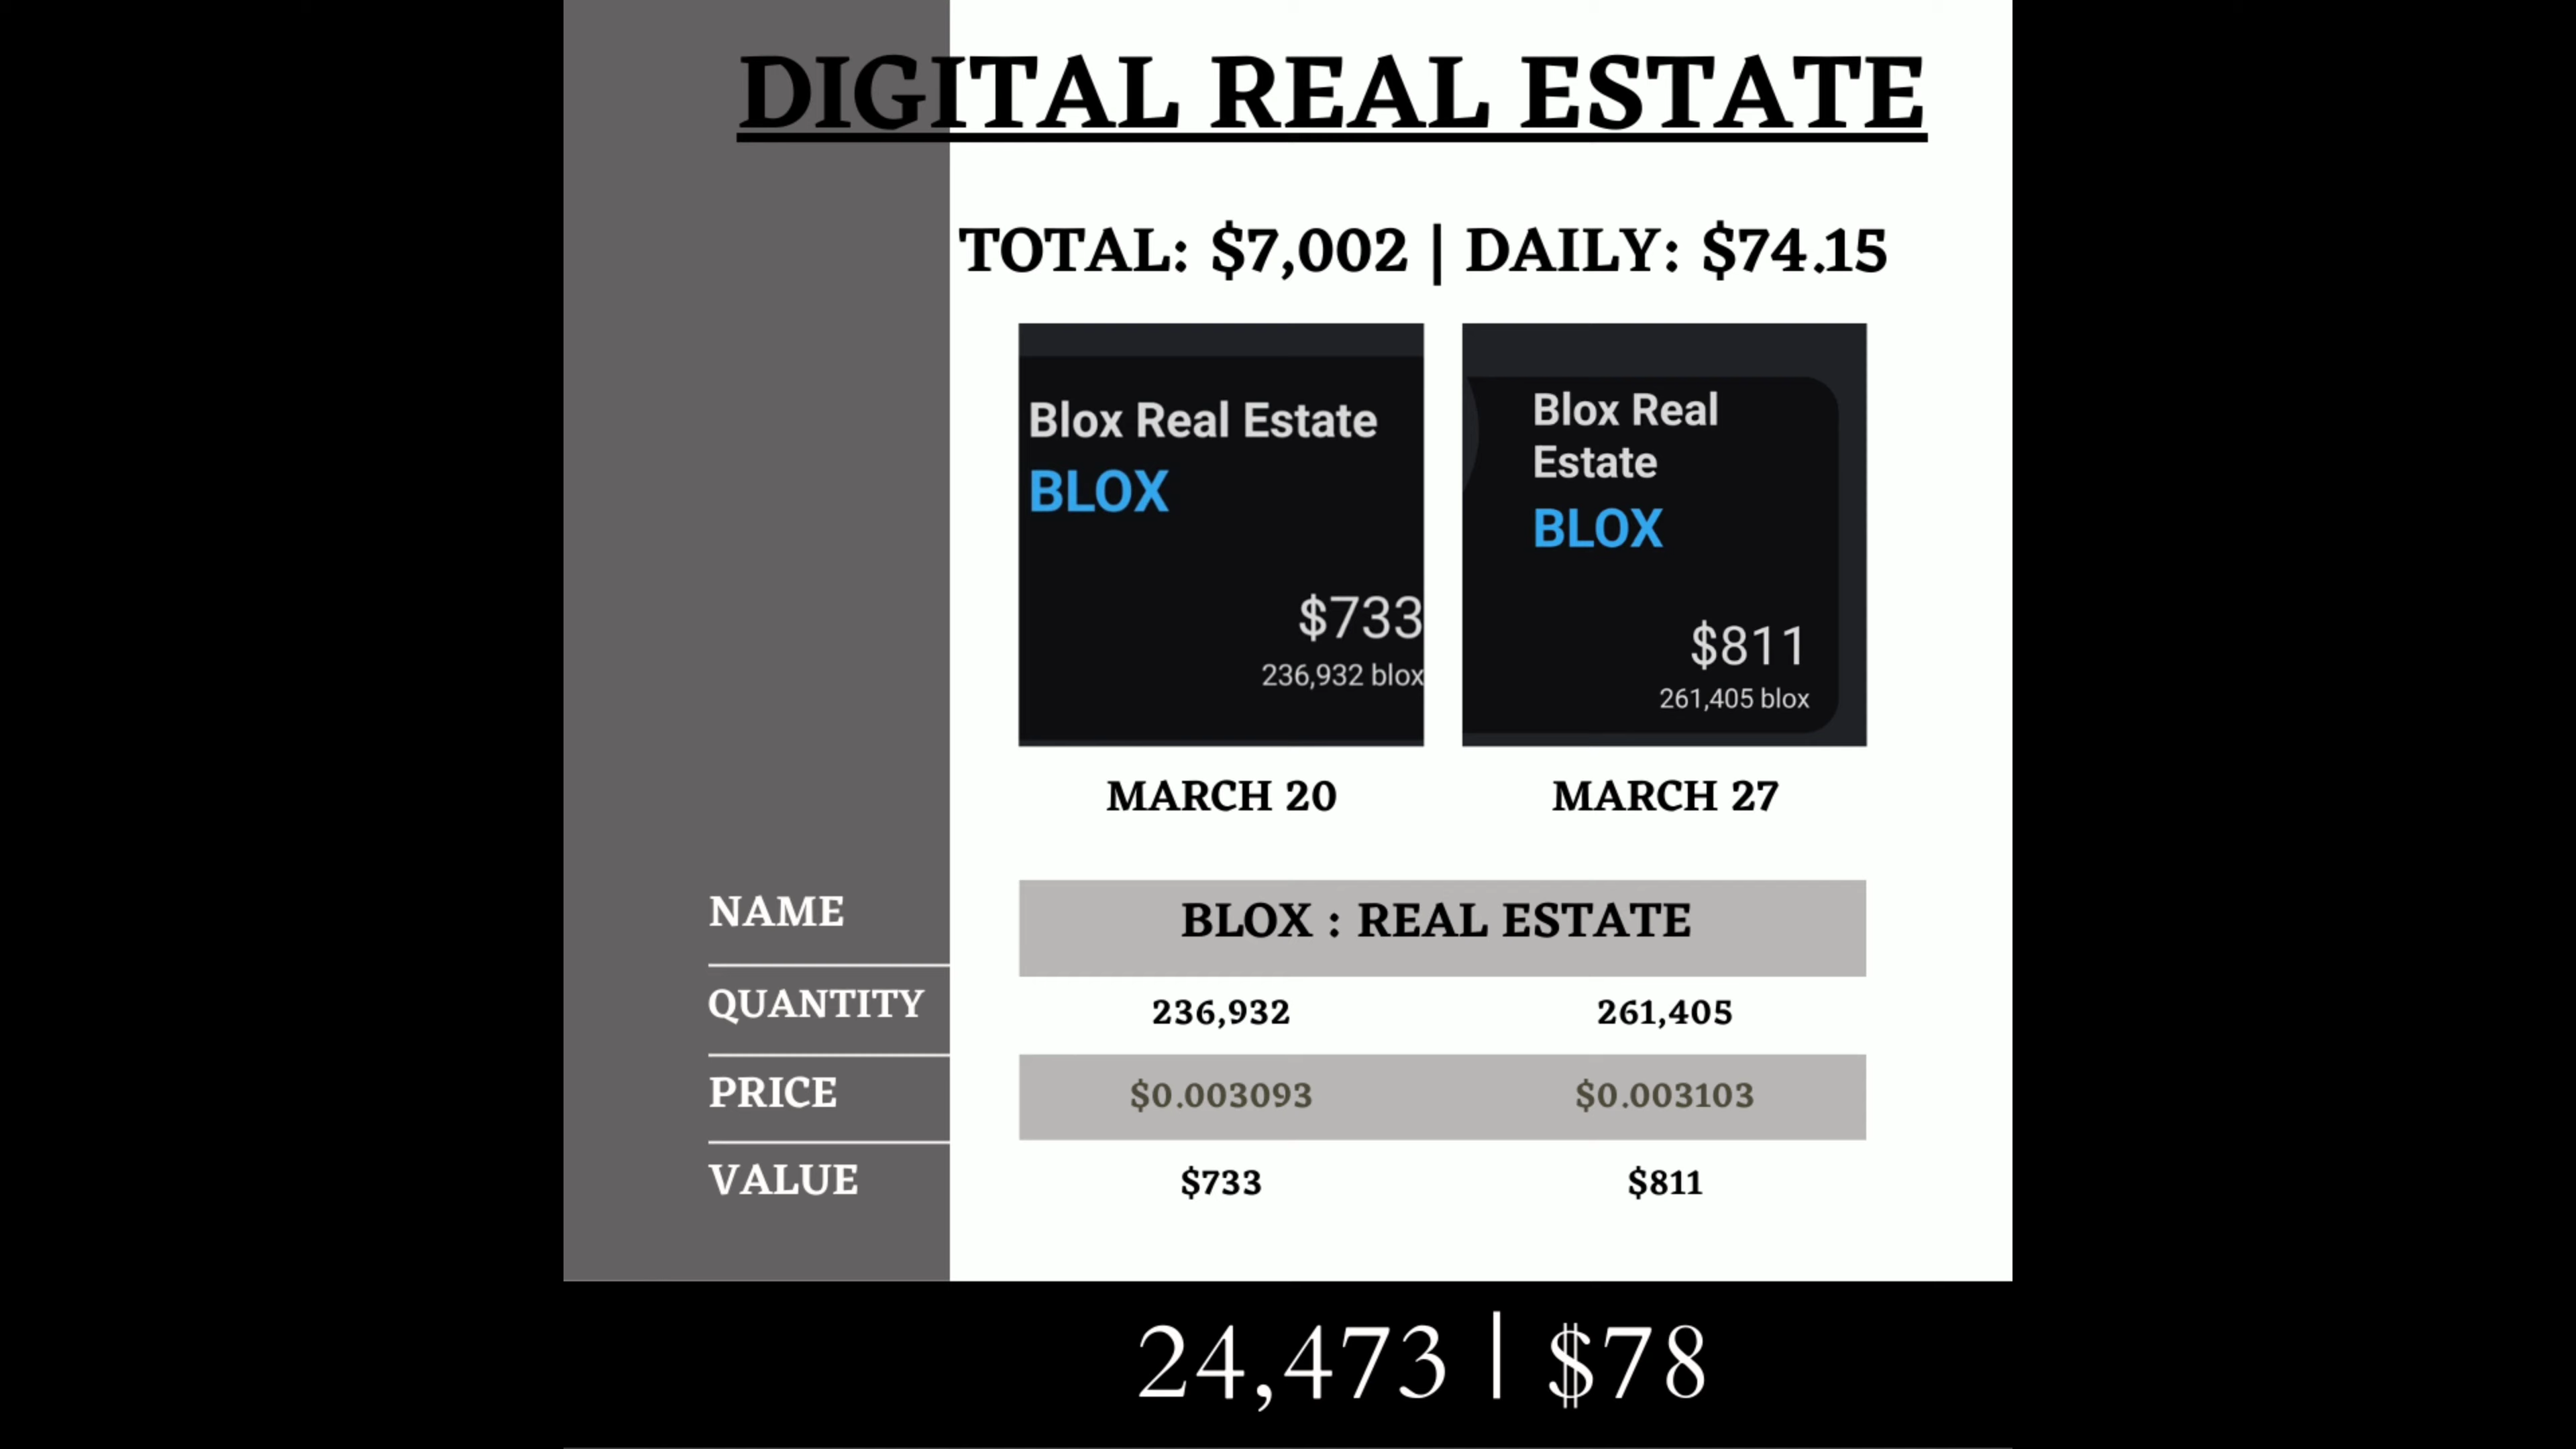 DIGITAL REAL ESTATE
TOTAL: $7,002 | DAILY: $74.15
Blox Real Estate
BLOX
$733
236,932 blox
Blox Real
Estate
BLOX
$811
261,405 blox
MARCH 20
MARCH 27
NAME
BLOX : REAL ESTATE
QUANTITY
236,932
261,405
PRICE
$0.003093
$0.003103
VALUE
$733
$811
24,473 | $78